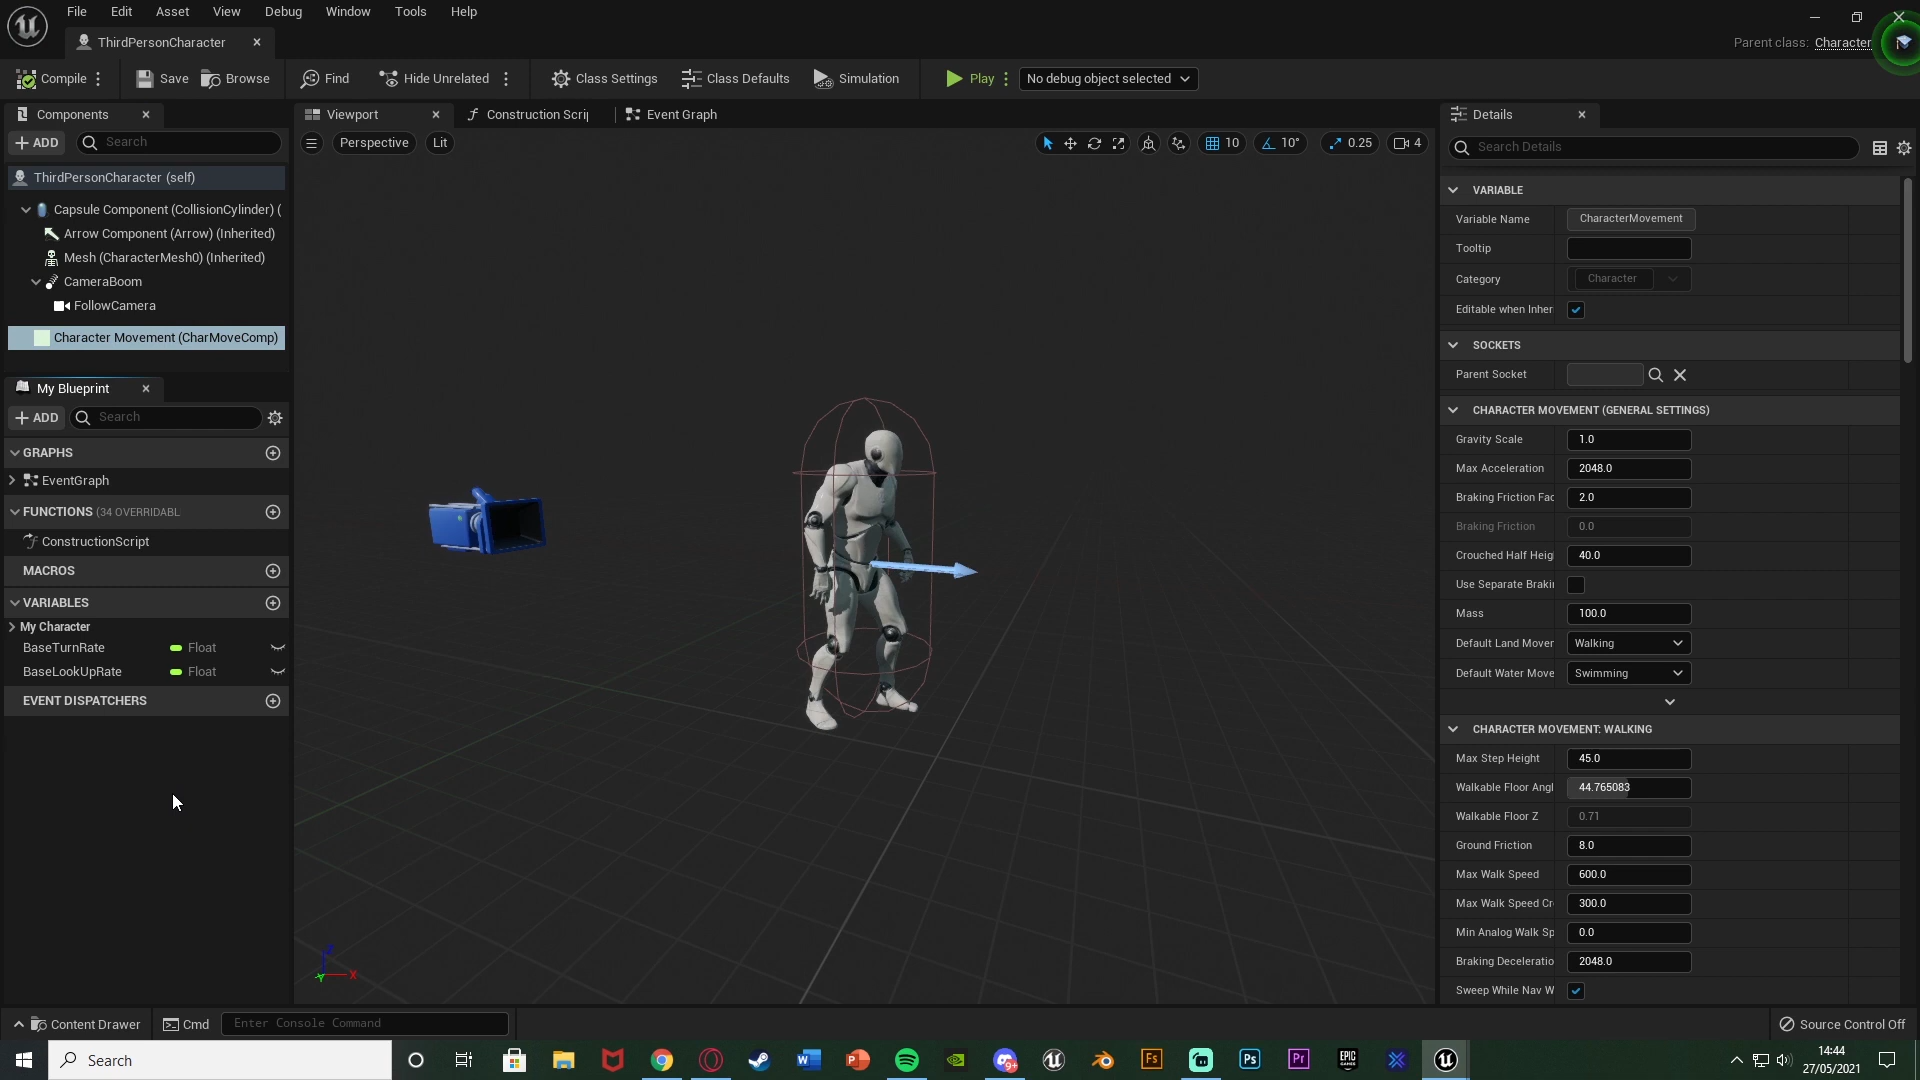 File Edit Asset View Debug Window Tools Help
ThirdPersonCharacter
Parent class: Character
Compile Save Browse Find Hide Unrelated Class Settings Class Defaults Simulation Play No debug object selected
Components
ADD Search
ThirdPersonCharacter (self)
Capsule Component (CollisionCylinder) (
Arrow Component (Arrow) (Inherited)
Mesh (CharacterMesh0) (Inherited)
CameraBoom
FollowCamera
Character Movement (CharMoveComp)
My Blueprint
ADD Search
GRAPHS
EventGraph
FUNCTIONS (34 OVERRIDABL
ConstructionScript
MACROS
VARIABLES
My Character
BaseTurnRate Float
BaseLookUpRate Float
EVENT DISPATCHERS
Viewport Construction Scrij Event Graph
Perspective Lit 10 10° 0.25 4
X
Details
Search Details
VARIABLE
Variable Name CharacterMovement
Tooltip
Category Character
Editable when Inher
SOCKETS
Parent Socket
CHARACTER MOVEMENT (GENERAL SETTINGS)
Gravity Scale 1.0
Max Acceleration 2048.0
Braking Friction Fac 2.0
Braking Friction 0.0
Crouched Half Heig 40.0
Use Separate Brakin
Mass 100.0
Default Land Mover Walking
Default Water Move Swimming
CHARACTER MOVEMENT: WALKING
Max Step Height 45.0
Walkable Floor Angl 44.765083
Walkable Floor Z 0.71
Ground Friction 8.0
Max Walk Speed 600.0
Max Walk Speed Cr 300.0
Min Analog Walk Sp 0.0
Braking Deceleratio 2048.0
Sweep While Nav W
Content Drawer Cmd Enter Console Command Source Control Off
Search
9+ Fs Ps Pr EPIC GAMES
14:44
27/05/2021